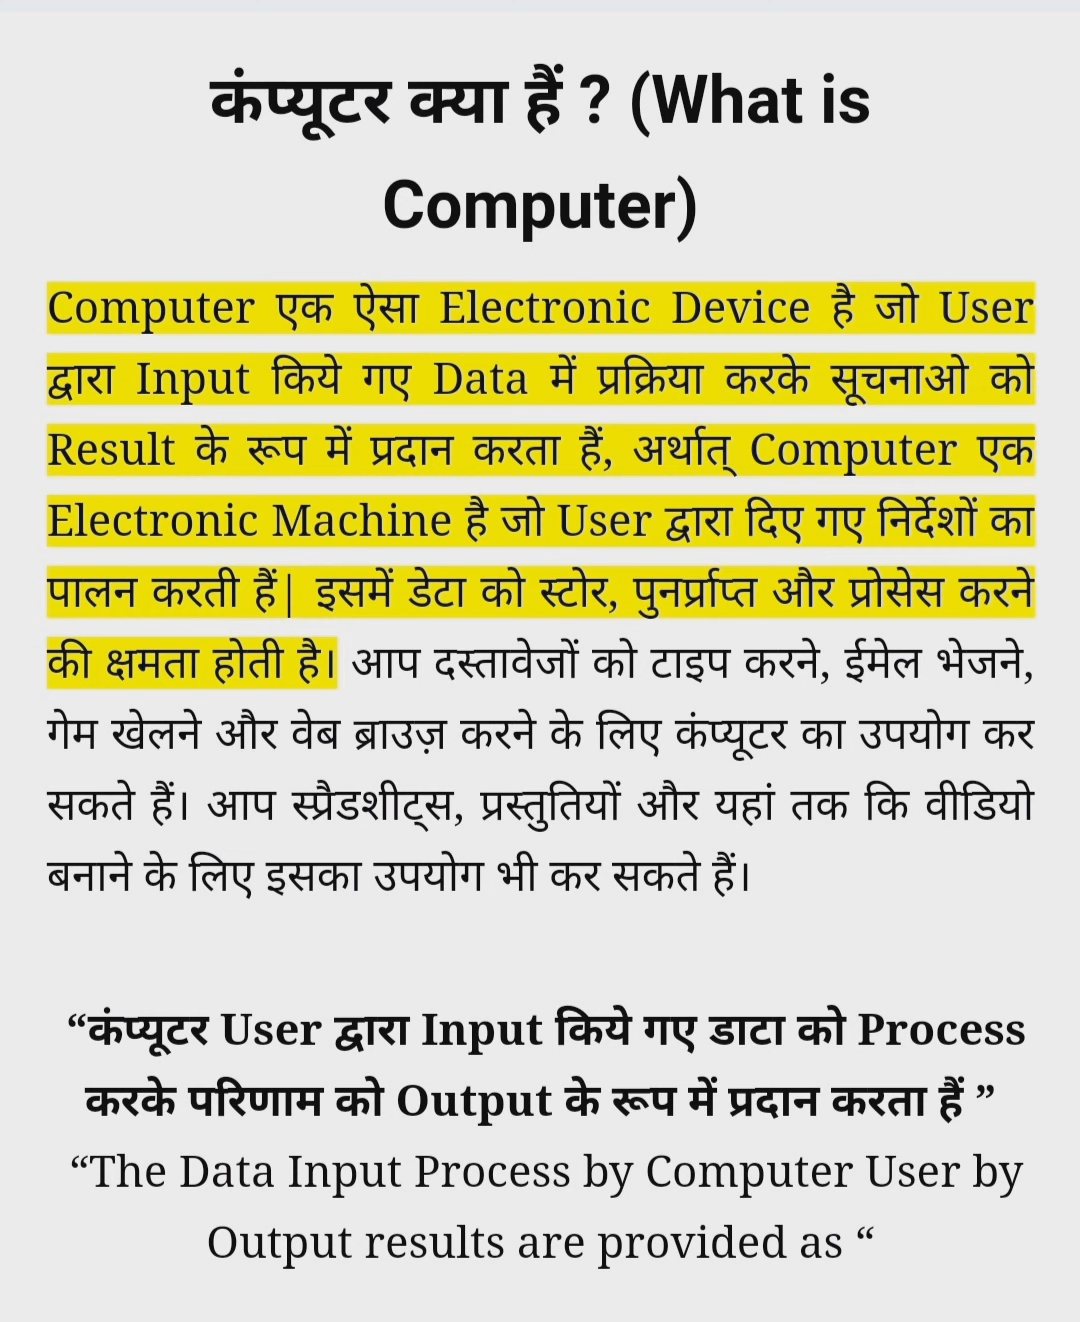 कंप्यूटर क्या हैं ? (What is
Computer)
Computer एक ऐसा Electronic Device है जो User
द्वारा Input किये गए Data में प्रक्रिया करके सूचनाओ को
Result के रूप में प्रदान करता हैं, अर्थात् Computer एक
Electronic Machine है जो User द्वारा दिए गए निर्देशों का
पालन करती हैं| इसमें डेटा को स्टोर, पुनर्प्राप्त और प्रोसेस करने
की क्षमता होती है। आप दस्तावेजों को टाइप करने, ईमेल भेजने,
गेम खेलने और वेब ब्राउज़ करने के लिए कंप्यूटर का उपयोग कर
सकते हैं। आप स्प्रैडशीट्स, प्रस्तुतियों और यहां तक कि वीडियो
बनाने के लिए इसका उपयोग भी कर सकते हैं।
“कंप्यूटर User द्वारा Input किये गए डाटा को Process
करके परिणाम को Output के रूप में प्रदान करता हैं ”
“The Data Input Process by Computer User by
Output results are provided as “